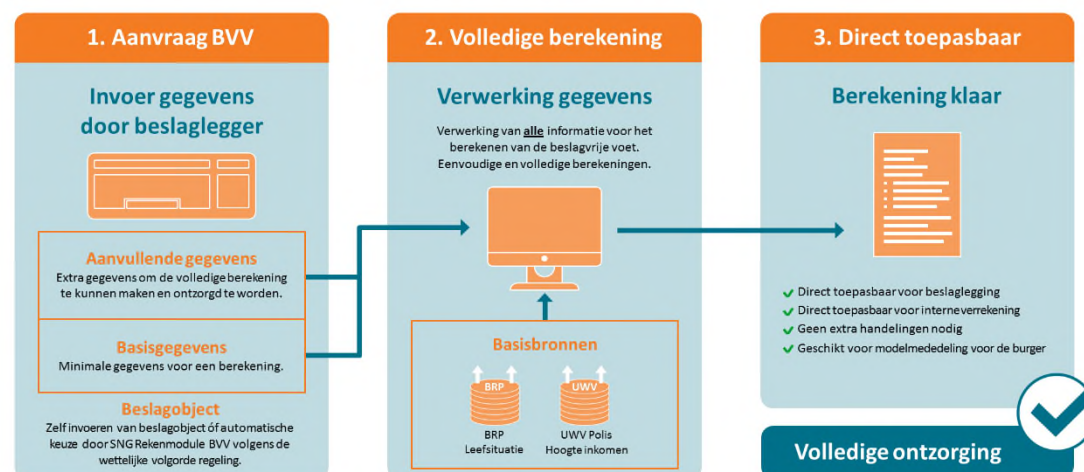 1. Aanvraag BVV
Invoer gegevens
door beslaglegger
Aanvullende gegevens
Extra gegevens om de volledige berekening
te kunnen maken en ontzorgd te worden.
Basisgegevens
Minimale gegevens voor een berekening.
Beslagobject
Zelf invoeren van beslagobject óf automatische
keuze door SNG Rekenmodule BVV volgens de
wettelijke volgorde regeling.
2. Volledige berekening
Verwerking gegevens
Verwerking van alle informatie voor het
berekenen van de beslagvrije voet.
Eenvoudige en volledige berekeningen.
Basisbronnen
BRP
UWV
BRP
Leefsituatie
UWV Polis
Hoogte inkomen
3. Direct toepasbaar
Berekening klaar
Direct toepasbaar voor beslaglegging
Direct toepasbaar voor interne verrekening
Geen extra handelingen nodig
Geschikt voor modelmededeling voor de burger
Volledige ontzorging